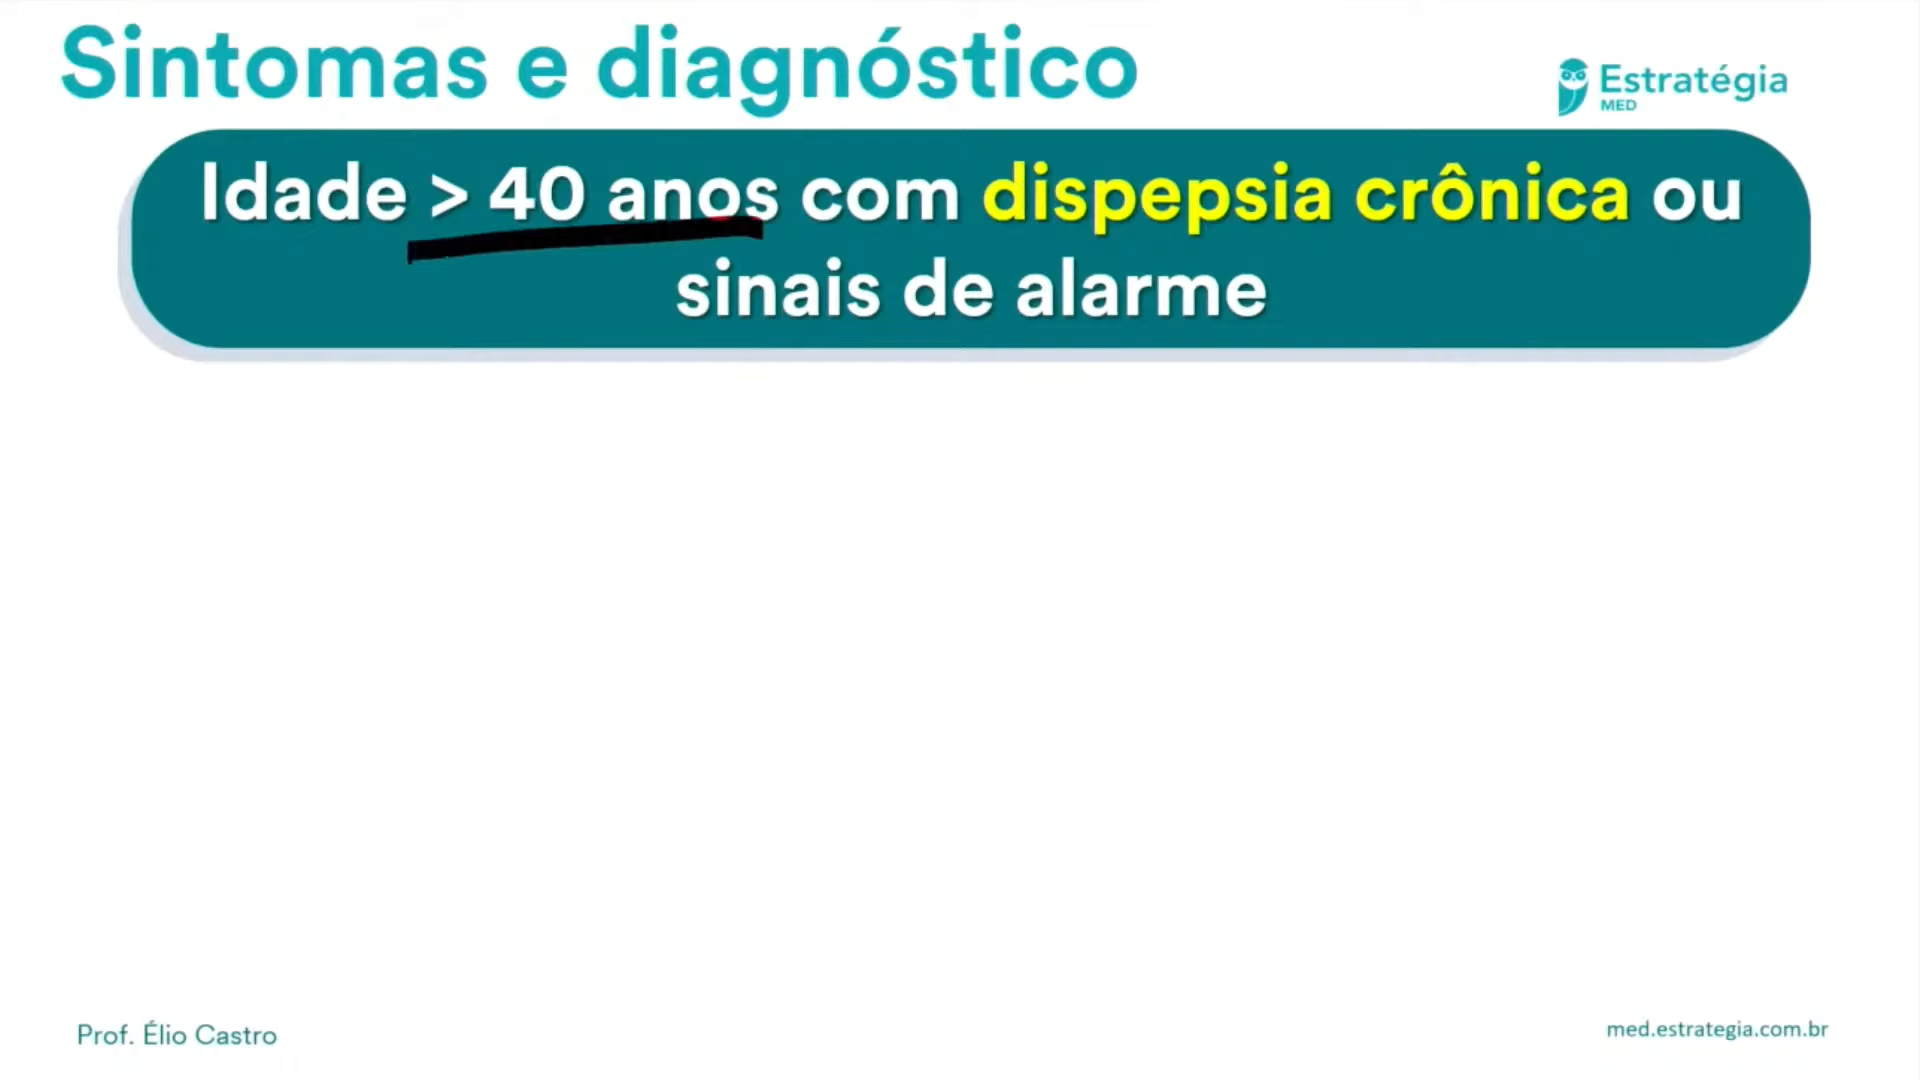 Sintomas e diagnóstico
Estratégia
MED
Idade > 40 anos com dispepsia crônica ou
sinais de alarme
Prof. Élio Castro
med.estrategia.com.br